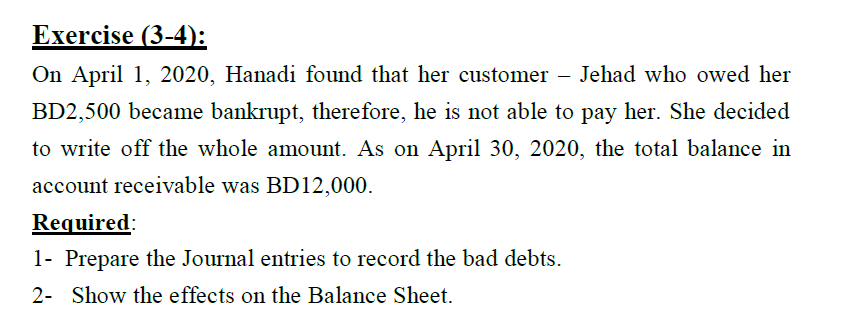 Exercise (3-4):
On April 1, 2020, Hanadi found that her customer – Jehad who owed her
BD2,500 became bankrupt, therefore, he is not able to pay her. She decided
to write off the whole amount. As on April 30, 2020, the total balance in
account receivable was BD12,000.
Required:
1- Prepare the Journal entries to record the bad debts.
2- Show the effects on the Balance Sheet.